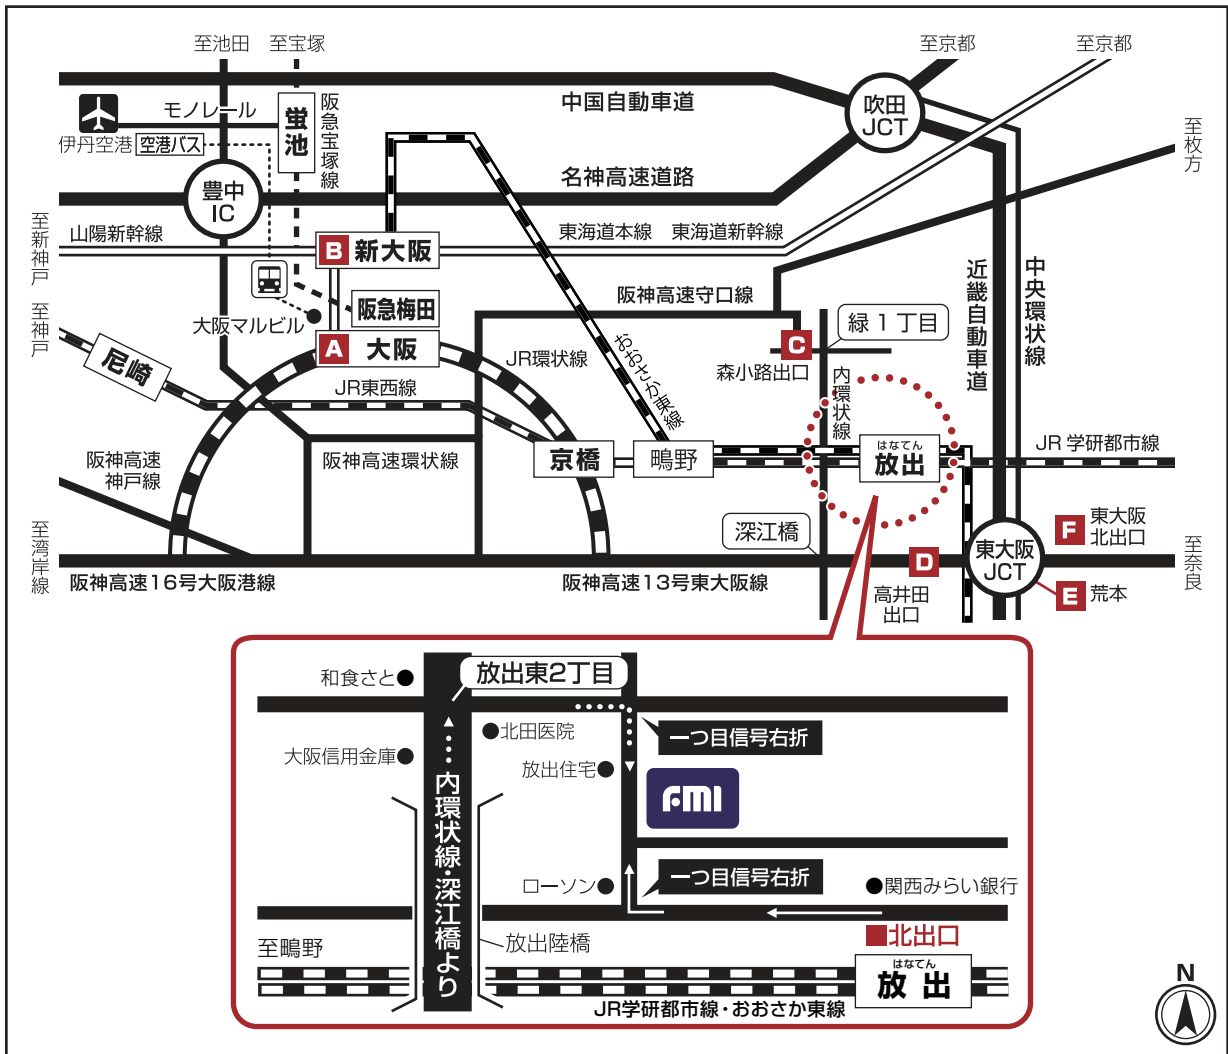 至池田
至宝塚
至京都
至京都
モノレール
伊丹空港
空港バス
蛍池
阪急宝塚線
中国自動車道
吹田
JCT
至枚方
豊中
IC
名神高速道路
至新神戸
山陽新幹線
B
新大阪
東海道本線
東海道新幹線
近畿自動車道
中央環状線
至神戸
大阪マルビル
阪急梅田
A
大阪
阪神高速守口線
緑1丁目
C
森小路出口
内環状線
尼崎
JR東西線
JR環状線
おおさか東線
阪神高速
神戸線
阪神高速環状線
京橋
鴫野
はなてん
放出
JR学研都市線
至湾岸線
深江橋
D
高井田
出口
東大阪
JCT
F
東大阪
北出口
E
荒本
至奈良
阪神高速16号大阪港線
阪神高速13号東大阪線
和食さと
放出東2丁目
大阪信用金庫
北田医院
一つ目信号右折
放出住宅
FMI
内環状線・深江橋より
ローソン
一つ目信号右折
関西みらい銀行
至鴫野
放出陸橋
北出口
はなてん
放出
JR学研都市線・おおさか東線
N